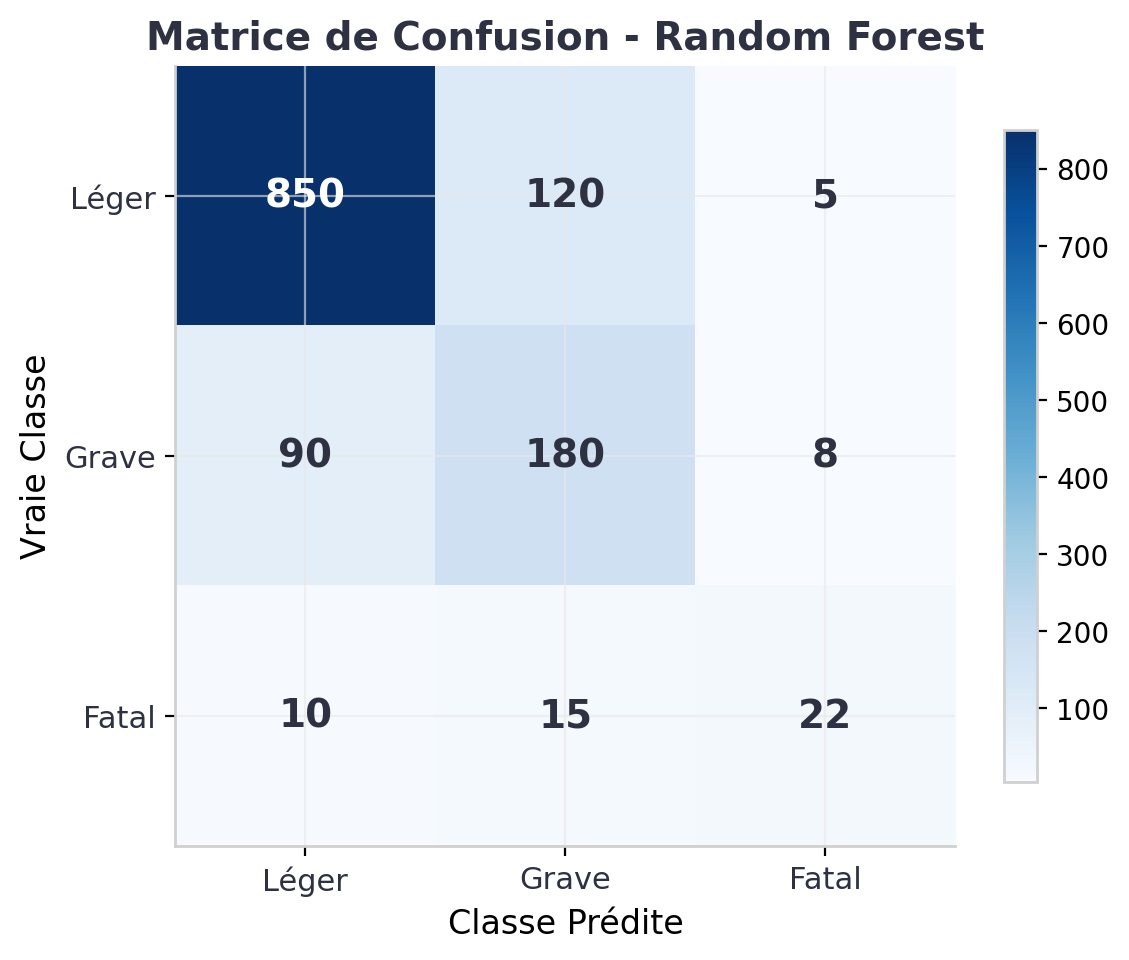 Matrice de Confusion - Random Forest
Léger 850 120 5
Grave 90 180 8
Fatal 10 15 22
Léger Grave Fatal
Classe Prédite
Vraie Classe
800
700
600
500
400
300
200
100